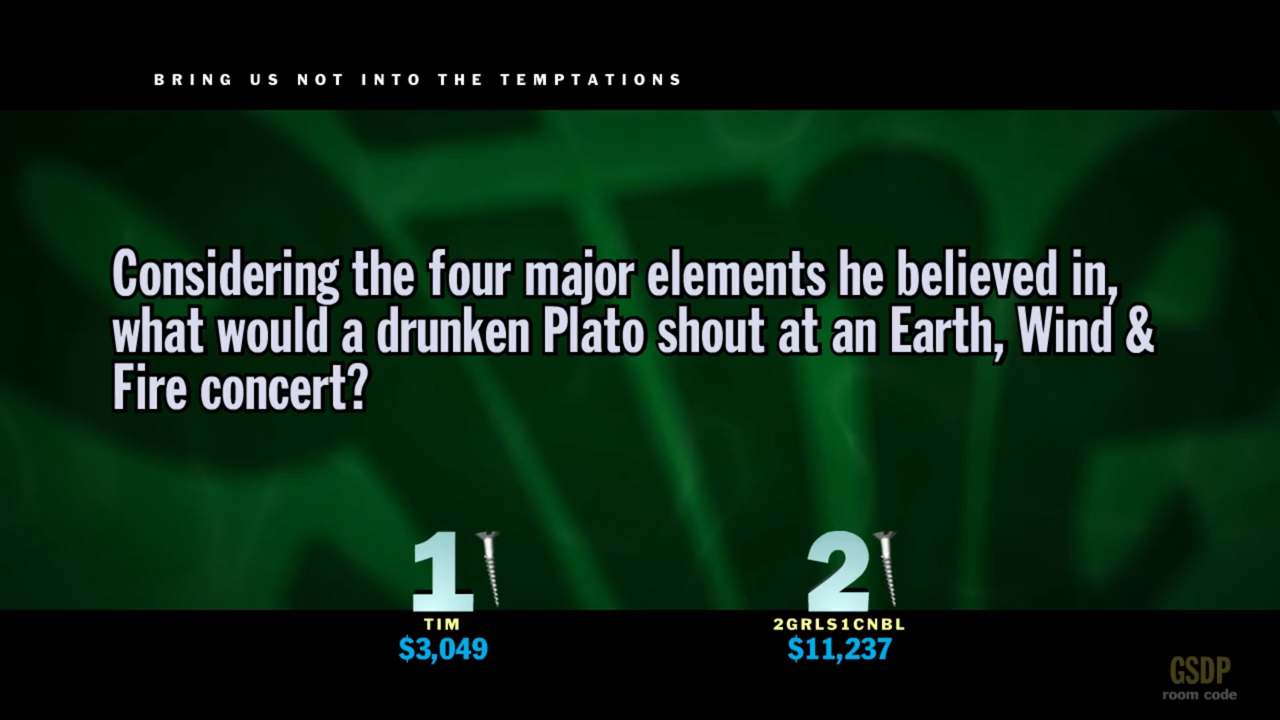 BRING US NOT INTO THE TEMPTATIONS
Considering the four major elements he believed in,
what would a drunken Plato shout at an Earth, Wind &
Fire concert?
1
2
TIM
2GRLS1CNBL
$3,049
$11,237
GSDP
room code